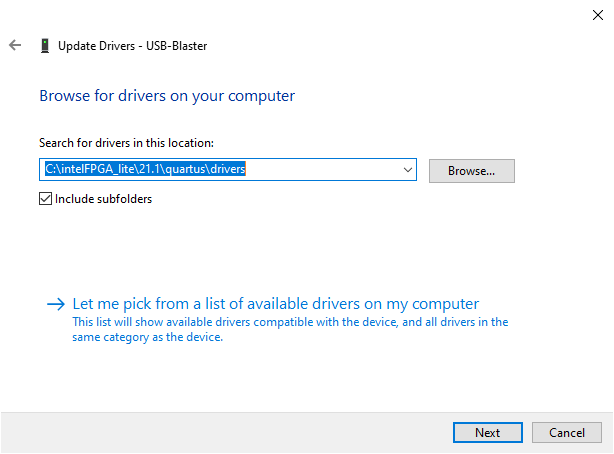 Update Drivers - USB-Blaster
Browse for drivers on your computer
Search for drivers in this location:
C:\intelFPGA_lite\21.1\quartus\drivers
Browse...
Include subfolders
Let me pick from a list of available drivers on my computer
This list will show available drivers compatible with the device, and all drivers in the
same category as the device.
Next
Cancel